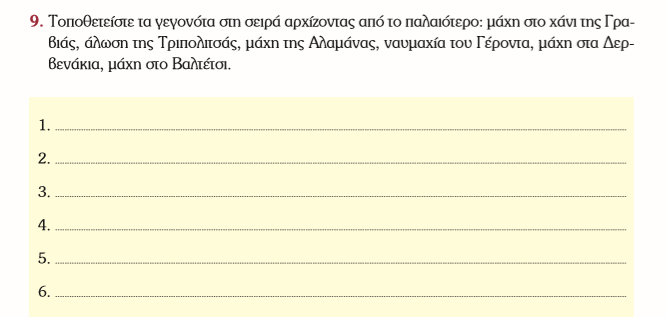 9. Τοποθετείστε τα γεγονότα στη σειρά αρχίζοντας από το παλαιότερο: μάχη στο χάνι της Γρα-
βιάς, άλωση της Τριπολιτσάς, μάχη της Αλαμάνας, ναυμαχία του Γέροντα, μάχη στα Δερ-
βενάκια, μάχη στο Βαλτέτσι.
1.
2.
3.
4.
5.
6.